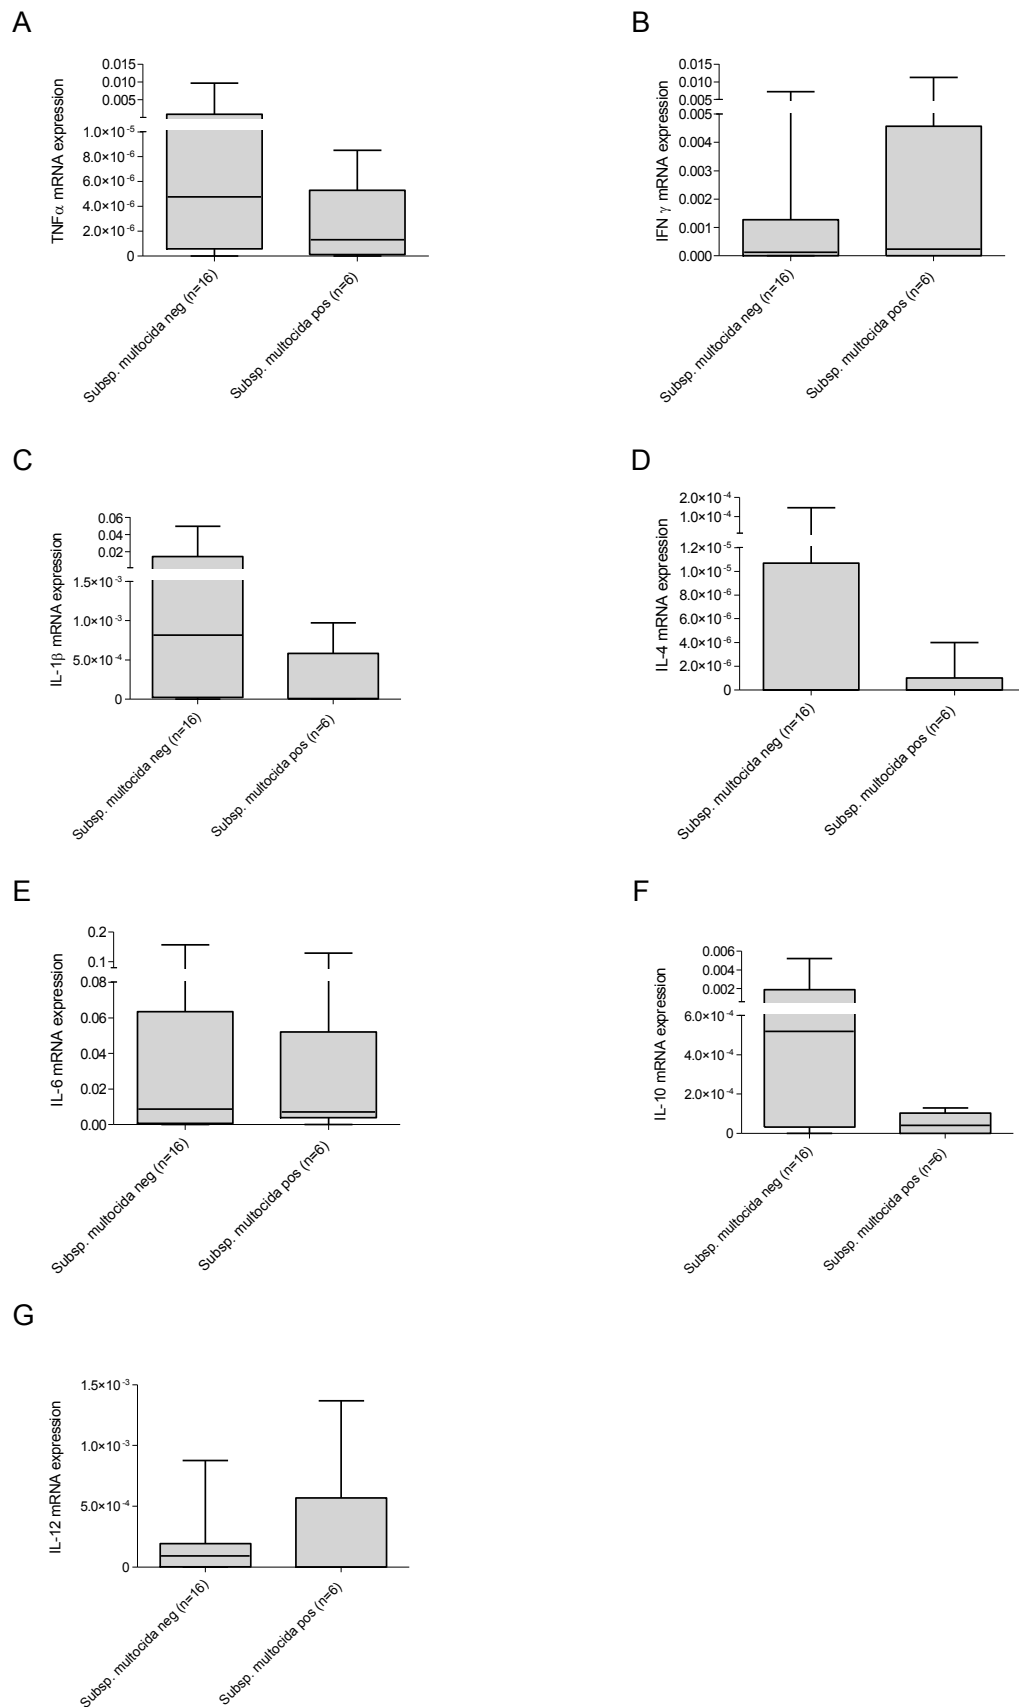 A
TNFα mRNA expression
0.015
0.010
0.005
1.0×10⁻⁵
8.0×10⁻⁶
6.0×10⁻⁶
4.0×10⁻⁶
2.0×10⁻⁶
0
Subsp. multocida neg (n=16)
Subsp. multocida pos (n=6)
B
IFN γ mRNA expression
0.015
0.010
0.005
0.005
0.004
0.003
0.002
0.001
0.000
Subsp. multocida neg (n=16)
Subsp. multocida pos (n=6)
C
IL-1β mRNA expression
0.06
0.04
0.02
1.5×10⁻³
1.0×10⁻³
5.0×10⁻⁴
0
Subsp. multocida neg (n=16)
Subsp. multocida pos (n=6)
D
IL-4 mRNA expression
2.0×10⁻⁴
1.0×10⁻⁴
1.2×10⁻⁵
1.0×10⁻⁵
8.0×10⁻⁶
6.0×10⁻⁶
4.0×10⁻⁶
2.0×10⁻⁶
0
Subsp. multocida neg (n=16)
Subsp. multocida pos (n=6)
E
IL-6 mRNA expression
0.2
0.1
0.08
0.06
0.04
0.02
0.00
Subsp. multocida neg (n=16)
Subsp. multocida pos (n=6)
F
IL-10 mRNA expression
0.006
0.004
0.002
6.0×10⁻⁴
4.0×10⁻⁴
2.0×10⁻⁴
0
Subsp. multocida neg (n=16)
Subsp. multocida pos (n=6)
G
IL-12 mRNA expression
1.5×10⁻³
1.0×10⁻³
5.0×10⁻⁴
0
Subsp. multocida neg (n=16)
Subsp. multocida pos (n=6)